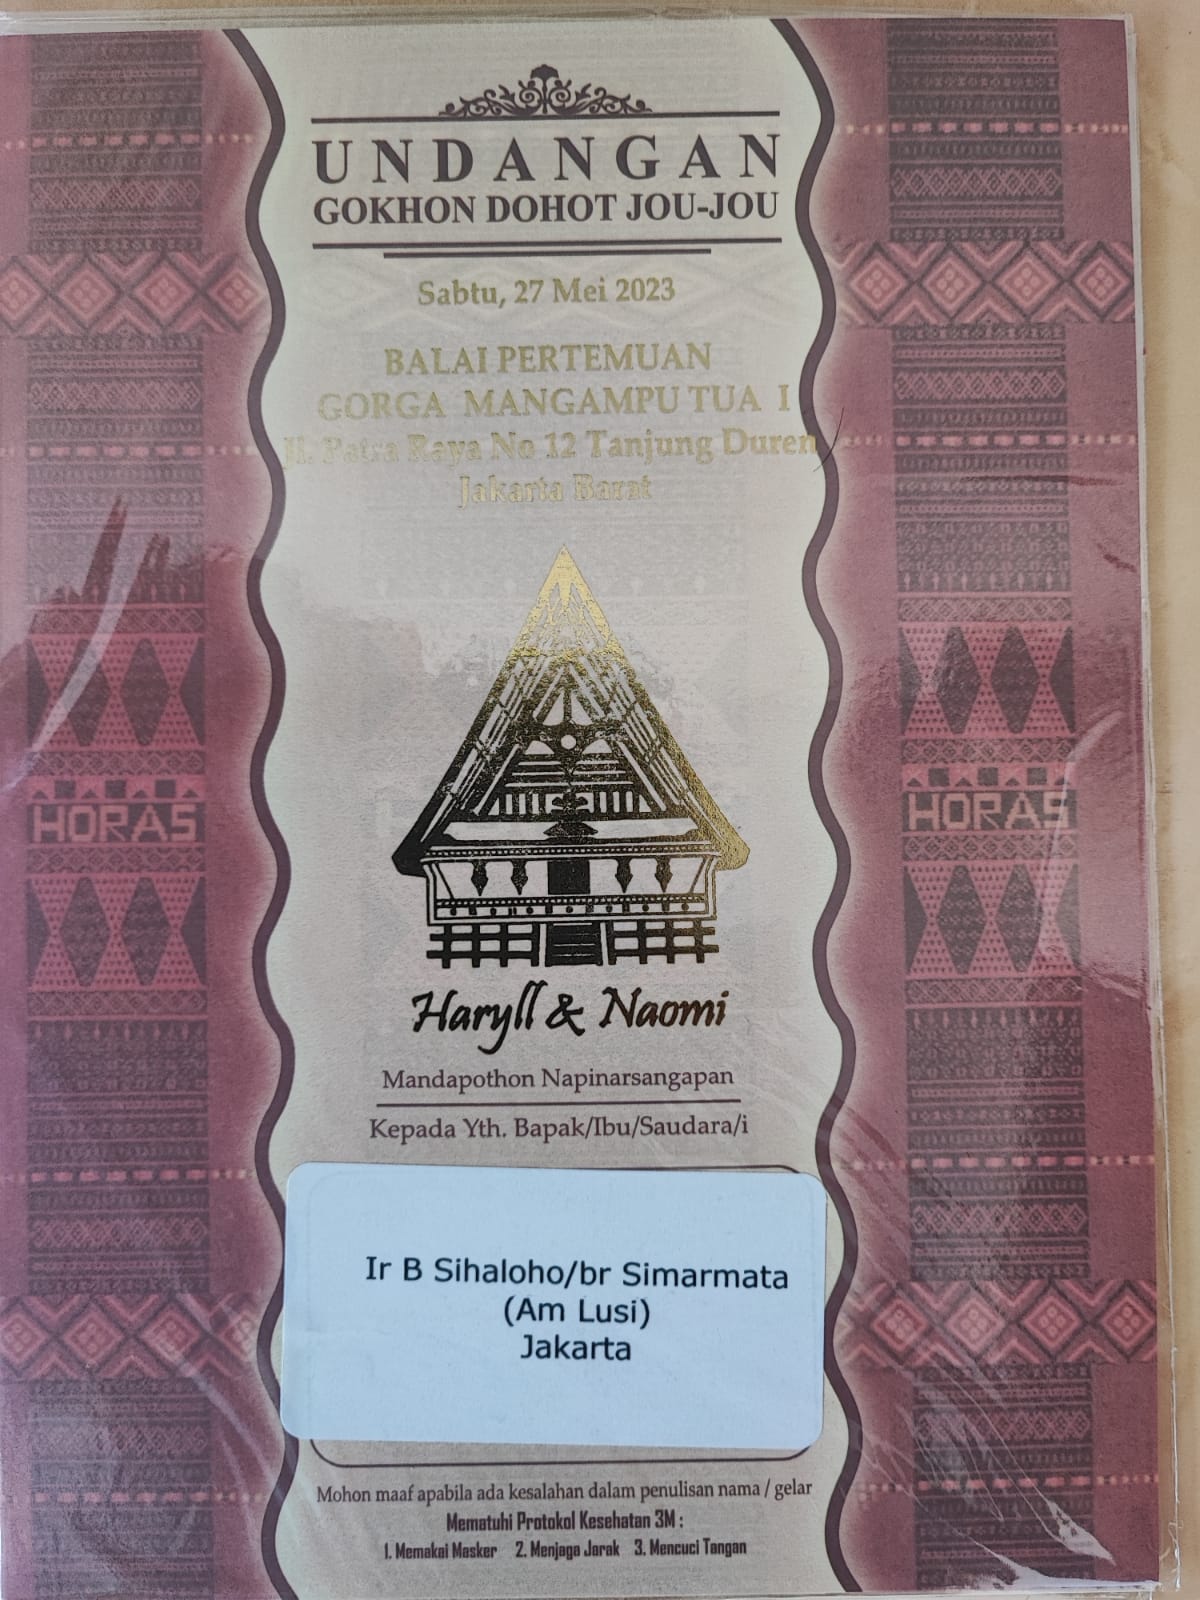 UNDANGAN
GOKHON DOHOT JOU-JOU
Sabtu, 27 Mei 2023
BALAI PERTEMUAN
GORGA MANGAMPU TUA I
Jl. Patra Raya No 12 Tanjung Duren
Jakarta Barat
HORAS
HORAS
Haryll & Naomi
Mandapothon Napinarsangapan
Kepada Yth. Bapak/Ibu/Saudara/i
Ir B Sihaloho/br Simarmata
(Am Lusi)
Jakarta
Mohon maaf apabila ada kesalahan dalam penulisan nama / gelar
Mematuhi Protokol Kesehatan 3M :
1. Memakai Masker 2. Menjaga Jarak 3. Mencuci Tangan